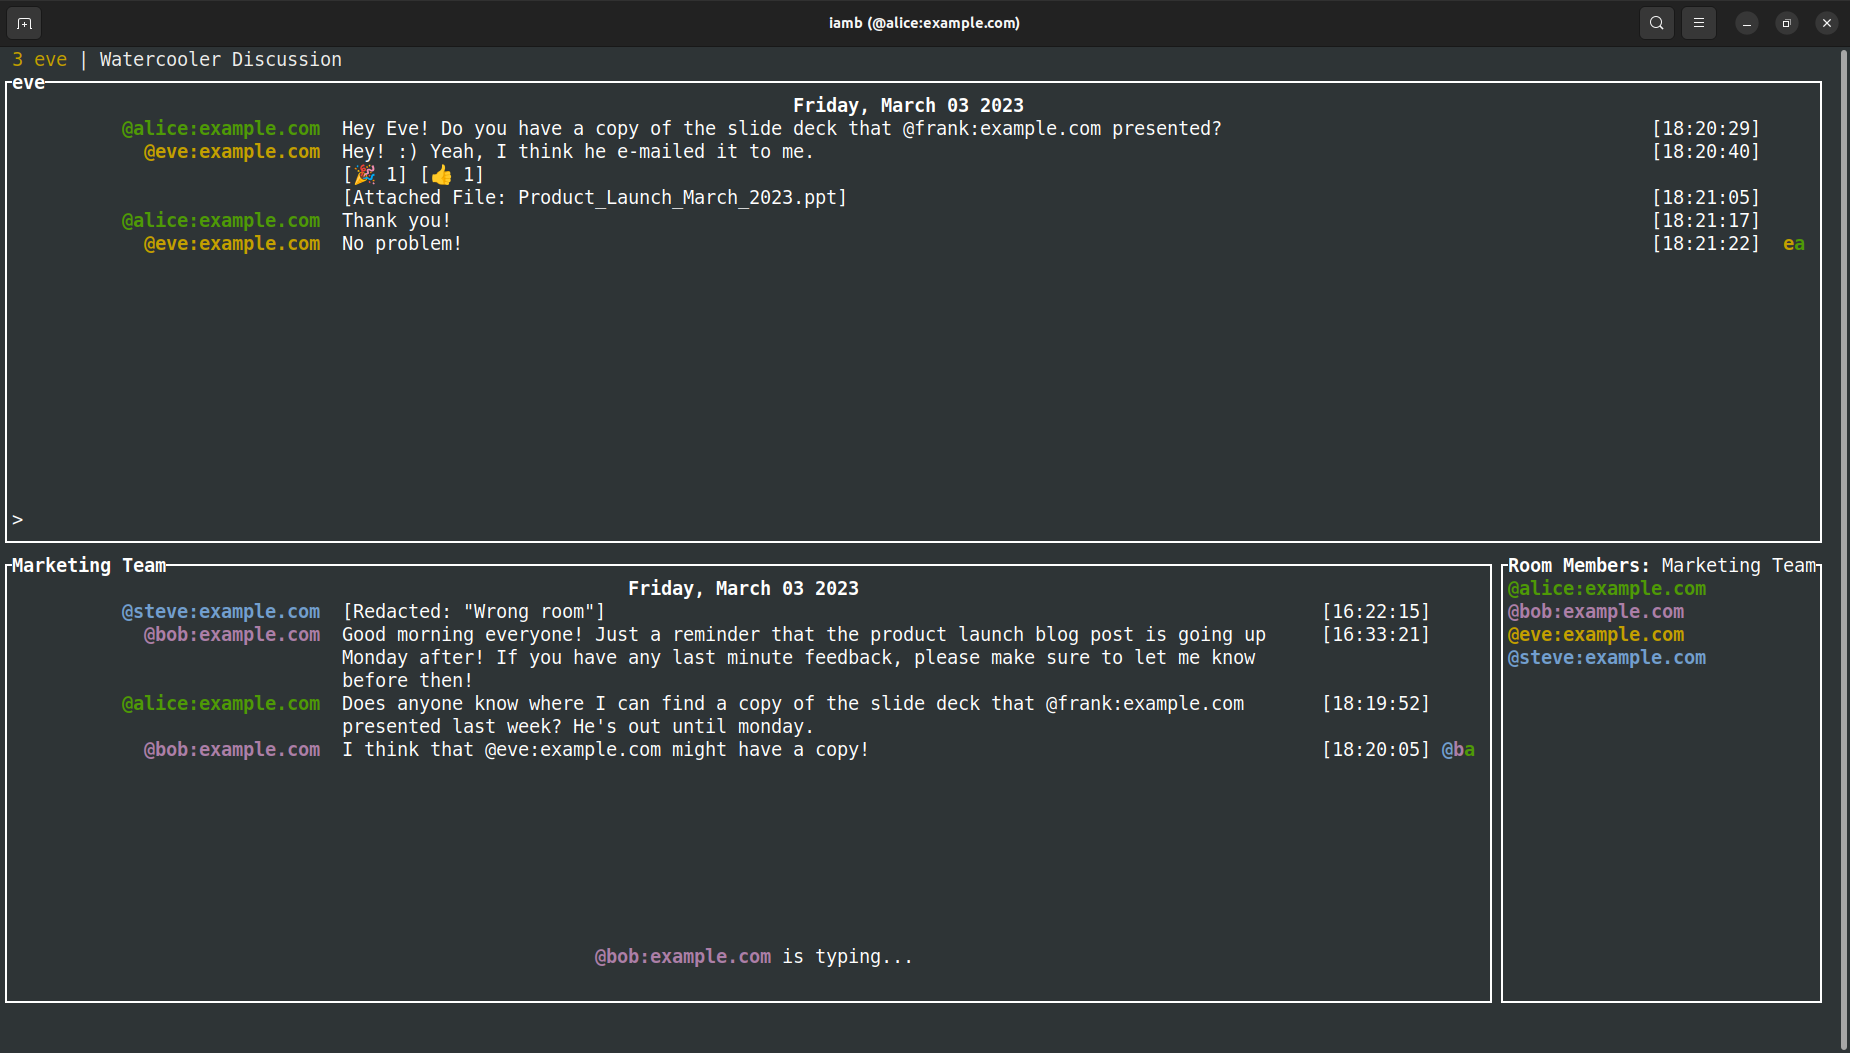 iamb (@alice:example.com)
3 eve | Watercooler Discussion
eve
Friday, March 03 2023
@alice:example.com Hey Eve! Do you have a copy of the slide deck that @frank:example.com presented? [18:20:29]
@eve:example.com Hey! :) Yeah, I think he e-mailed it to me. [18:20:40]
[🎉 1] [👍 1]
[Attached File: Product_Launch_March_2023.ppt] [18:21:05]
@alice:example.com Thank you! [18:21:17]
@eve:example.com No problem! [18:21:22] ea
>
Marketing Team
Friday, March 03 2023
@steve:example.com [Redacted: "Wrong room"] [16:22:15]
@bob:example.com Good morning everyone! Just a reminder that the product launch blog post is going up [16:33:21]
Monday after! If you have any last minute feedback, please make sure to let me know
before then!
@alice:example.com Does anyone know where I can find a copy of the slide deck that @frank:example.com [18:19:52]
presented last week? He's out until monday.
@bob:example.com I think that @eve:example.com might have a copy! [18:20:05] @ba
@bob:example.com is typing...
Room Members: Marketing Team
@alice:example.com
@bob:example.com
@eve:example.com
@steve:example.com